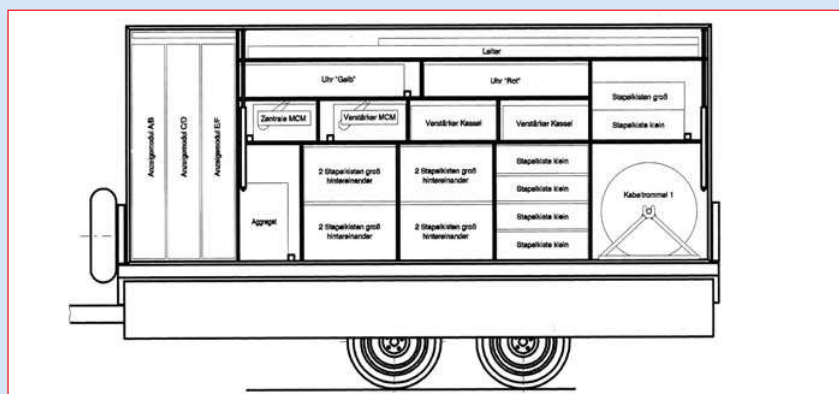 Leiter
Uhr "Gelb"
Uhr "Rot"
Anzeigemodul A/B
Anzeigemodul C/D
Anzeigemodul E/F
Stapelkisten groß
Stapelkiste klein
Zentrale MCM
Verstärker MCM
Verstärker Kassel
Verstärker Kassel
2 Stapelkisten groß
hintereinander
2 Stapelkisten groß
hintereinander
Stapelkiste klein
Stapelkiste klein
Stapelkiste klein
Stapelkiste klein
Kabeltrommel 1
Aggregat
2 Stapelkisten groß
hintereinander
2 Stapelkisten groß
hintereinander